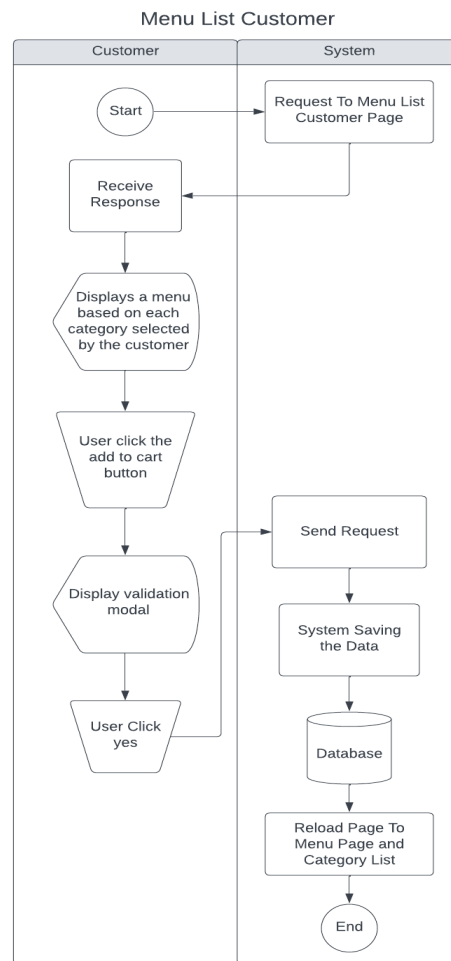 Menu List Customer
Customer
System
Start
Request To Menu List
Customer Page
Receive
Response
Displays a menu
based on each
category selected
by the customer
User click the
add to cart
button
Display validation
modal
User Click
yes
Send Request
System Saving
the Data
Database
Reload Page To
Menu Page and
Category List
End